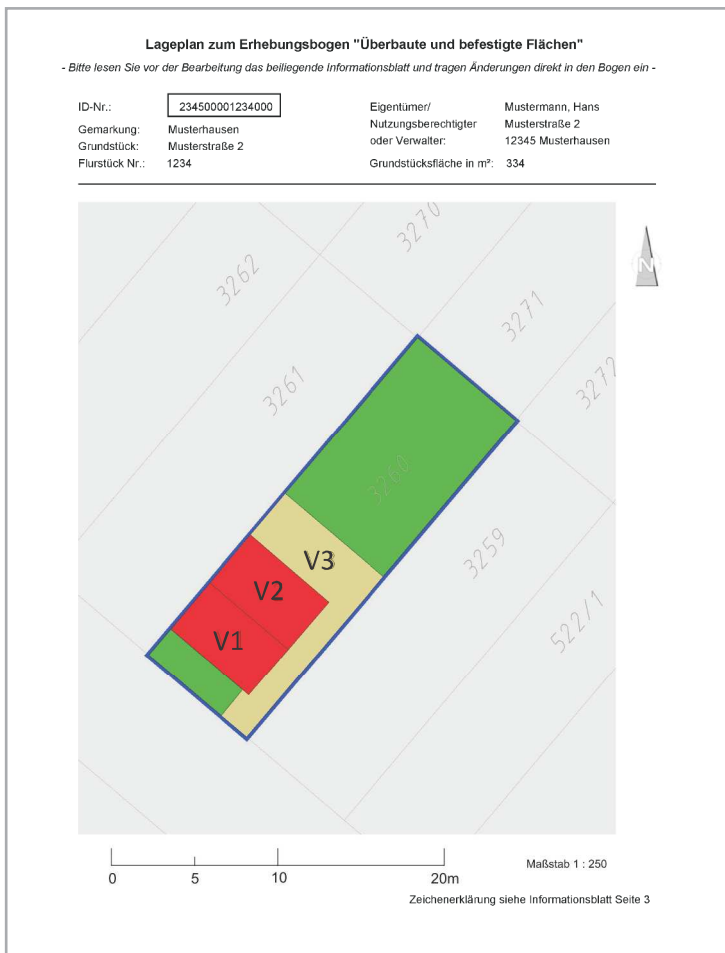 Lageplan zum Erhebungsbogen "Überbaute und befestigte Flächen"
- Bitte lesen Sie vor der Bearbeitung das beiliegende Informationsblatt und tragen Änderungen direkt in den Bogen ein -
ID-Nr.: 234500001234000
Gemarkung: Musterhausen
Grundstück: Musterstraße 2
Flurstück Nr.: 1234
Eigentümer/ Mustermann, Hans
Nutzungsberechtigter Musterstraße 2
oder Verwalter: 12345 Musterhausen
Grundstücksfläche in m²: 334
3270
3262
N
3271
3272
3261
3260
3259
V3
V2
522/1
V1
0 5 10 20m
Maßstab 1 : 250
Zeichenerklärung siehe Informationsblatt Seite 3